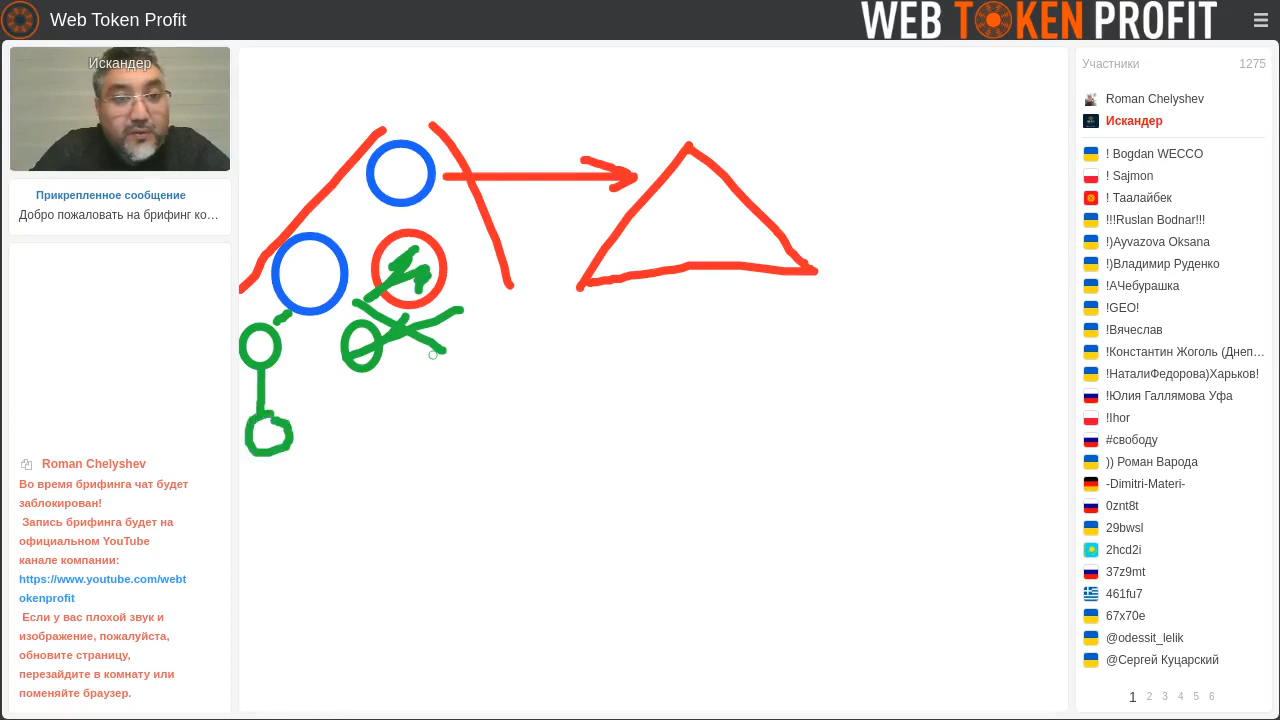 Web Token Profit
WEB TOKEN PROFIT
Искандер
Прикрепленное сообщение
Добро пожаловать на брифинг ко…
Roman Chelyshev
Во время брифинга чат будет
заблокирован!
Запись брифинга будет на
официальном YouTube
канале компании:
https://www.youtube.com/webt
okenprofit
Если у вас плохой звук и
изображение, пожалуйста,
обновите страницу,
перезайдите в комнату или
поменяйте браузер.
Участники 1275
Roman Chelyshev
Искандер
! Bogdan WECCO
! Sajmon
! Таалайбек
!!!Ruslan Bodnar!!!
!)Ayvazova Oksana
!)Владимир Руденко
!АЧебурашка
!GEO!
!Вячеслав
!Константин Жоголь (Днеп…
!НаталиФедорова)Харьков!
!Юлия Галлямова Уфа
!Ihor
#свободу
)) Роман Варода
-Dimitri-Materi-
0znt8t
29bwsl
2hcd2i
37z9mt
461fu7
67x70e
@odessit_lelik
@Сергей Куцарский
1 2 3 4 5 6